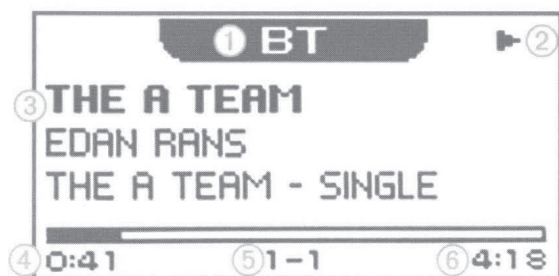 ① BT ②
③ THE A TEAM
EDAN RANS
THE A TEAM - SINGLE
④ 0:41 ⑤ 1-1 ⑥ 4:18